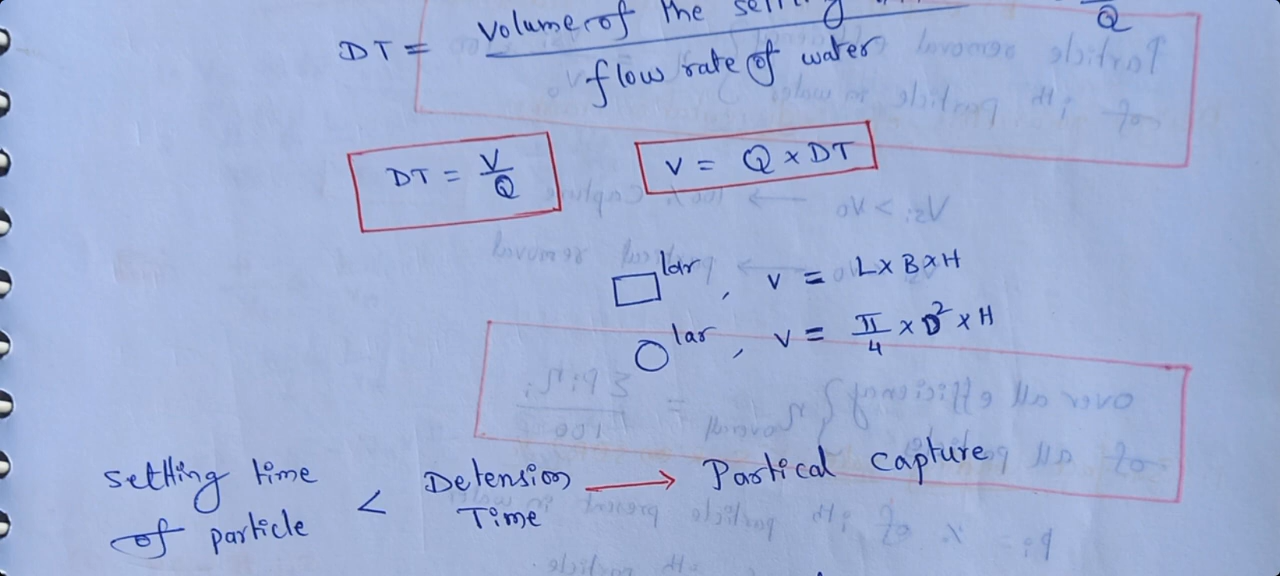 DT = Volume of the
flow rate of water
Q
DT = V/Q
V = Q × DT
□lar, V = L × B × H
○lar, V = π/4 × D² × H
Settling time of particle < Detension Time → Partical capture